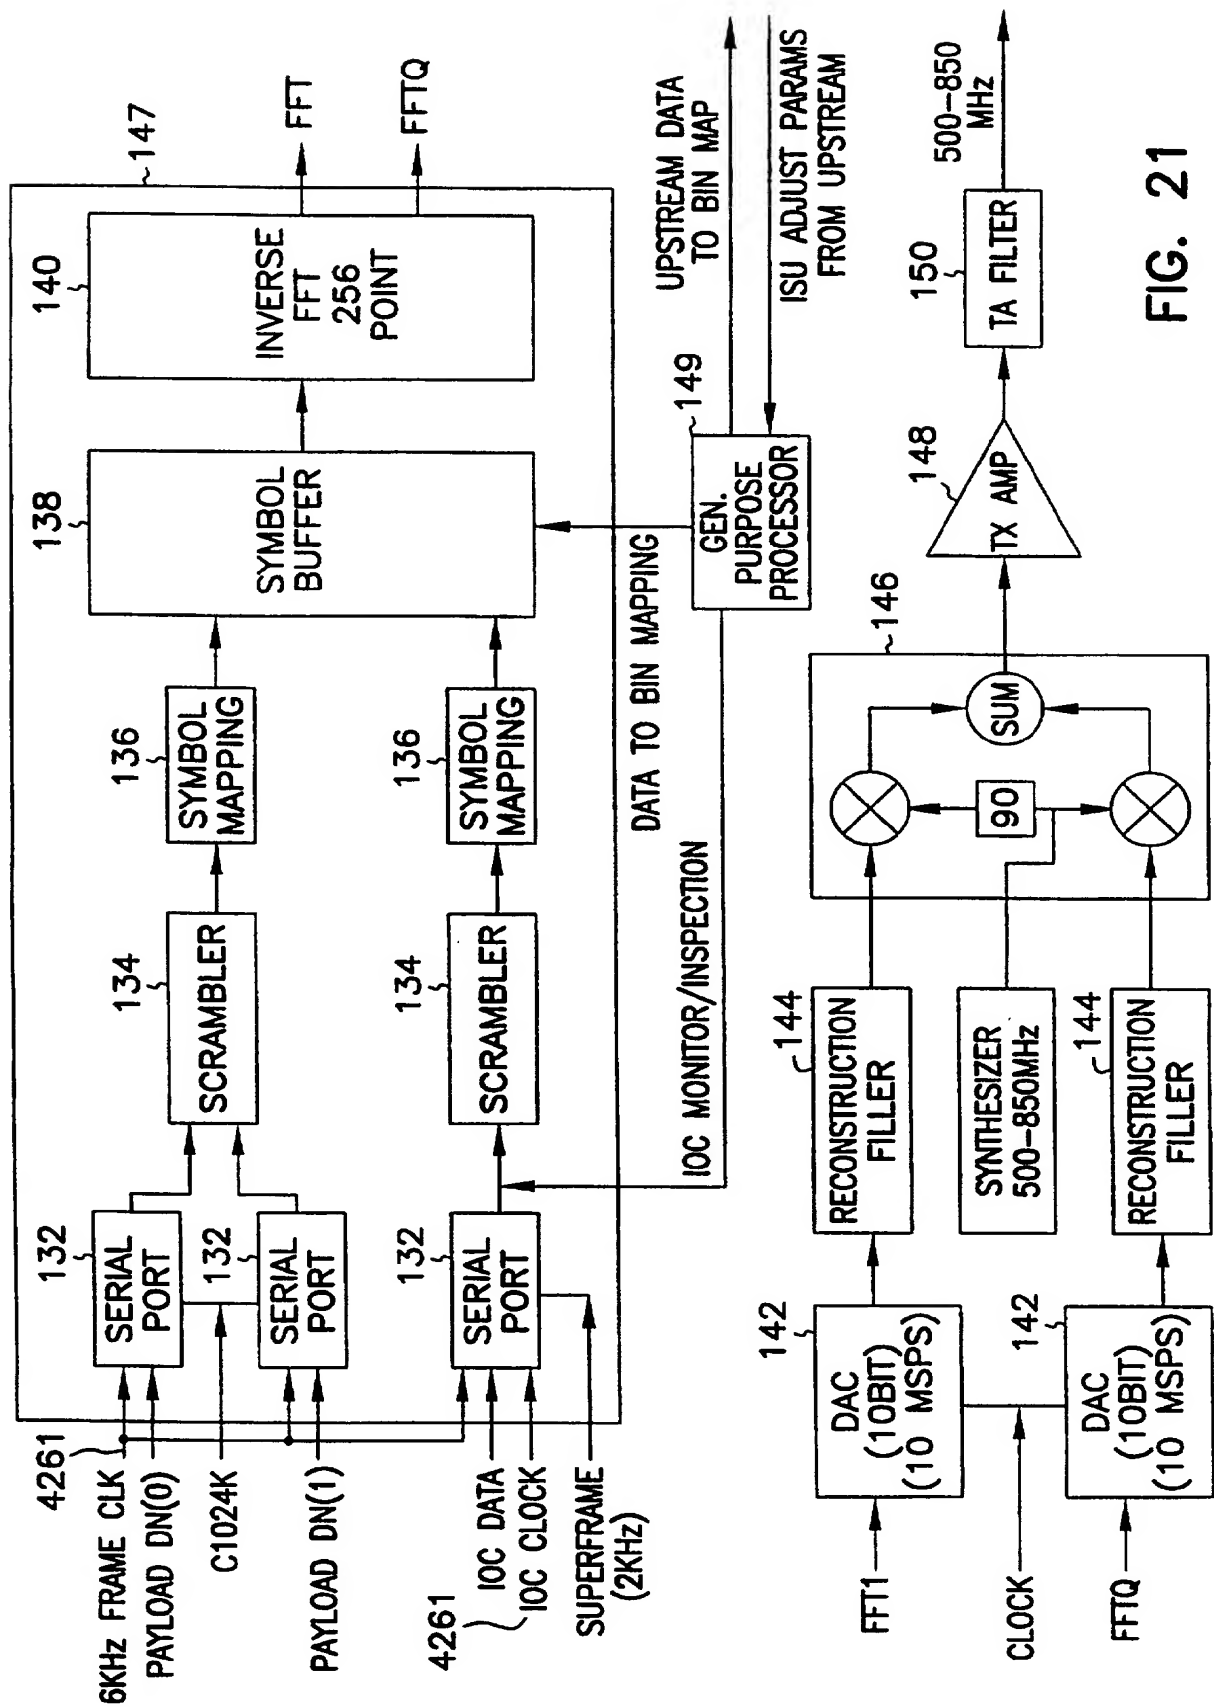 147
4261
6KHz FRAME CLK
PAYLOAD DN(0)
C1024K
PAYLOAD DN(1)
4261
IOC DATA
IOC CLOCK
SUPERFRAME
(2KHz)
132
SERIAL
PORT
132
SERIAL
PORT
132
SERIAL
PORT
134
SCRAMBLER
134
SCRAMBLER
136
SYMBOL
MAPPING
136
SYMBOL
MAPPING
138
SYMBOL
BUFFER
140
INVERSE
FFT
256
POINT
FFT
FFTQ
IOC MONITOR/INSPECTION
DATA TO BIN MAPPING
149
GEN.
PURPOSE
PROCESSOR
UPSTREAM DATA
TO BIN MAP
ISU ADJUST PARAMS
FROM UPSTREAM
FFT1
CLOCK
FFTQ
142
DAC
(10BIT)
(10 MSPS)
142
DAC
(10BIT)
(10 MSPS)
144
RECONSTRUCTION
FILLER
SYNTHESIZER
500-850MHz
144
RECONSTRUCTION
FILLER
146
90
SUM
148
TX AMP
150
TA FILTER
500-850
MHz
FIG. 21